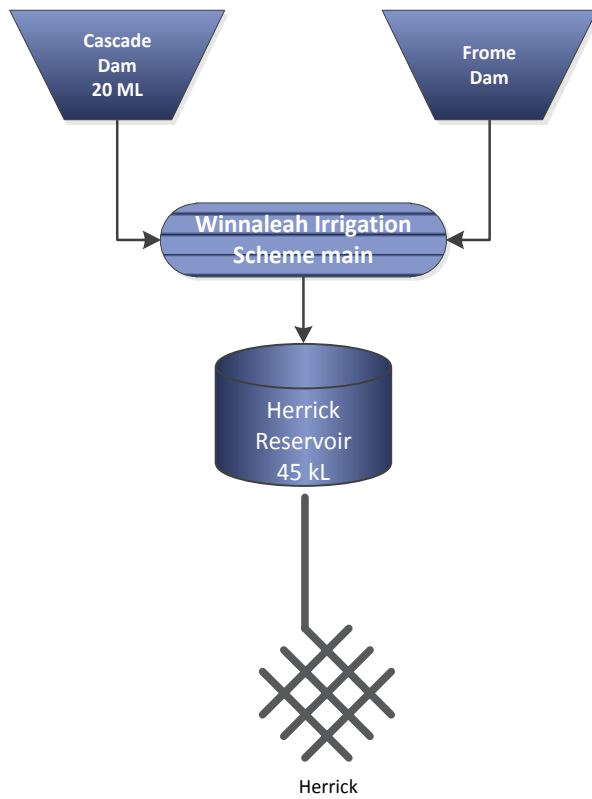 Cascade
Dam
20 ML
Frome
Dam
Winnaleah Irrigation
Scheme main
Herrick
Reservoir
45 kL
Herrick